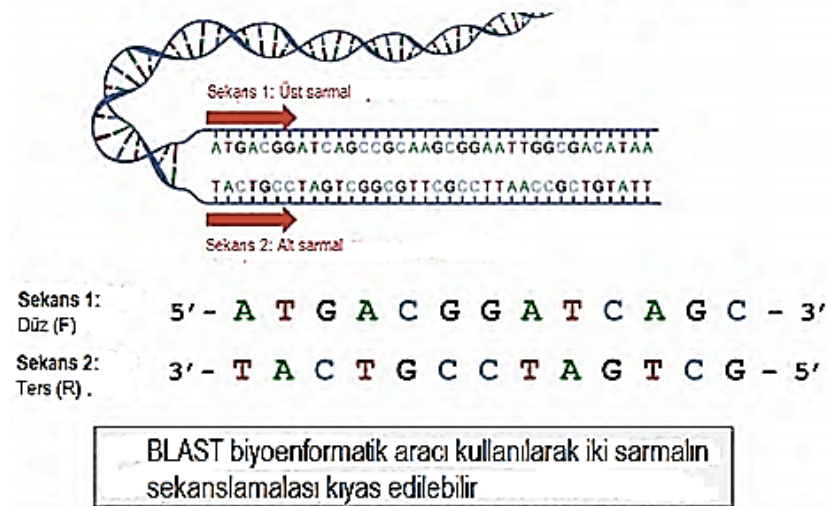 Sekans 1: Üst sarmal
ATGACGGATCAGCCGCAAGCGGAATTGGCGACATAA
TACTGCCTAGTCGGCGTTCGCCTTAACCGCTGTATT
Sekans 2: Alt sarmal
Sekans 1:
Düz (F)
5′- A T G A C G G A T C A G C - 3′
Sekans 2:
Ters (R) .
3′- T A C T G C C T A G T C G - 5′
BLAST biyoenformatik aracı kullanılarak iki sarmalın
sekanslamalası kıyas edilebilir